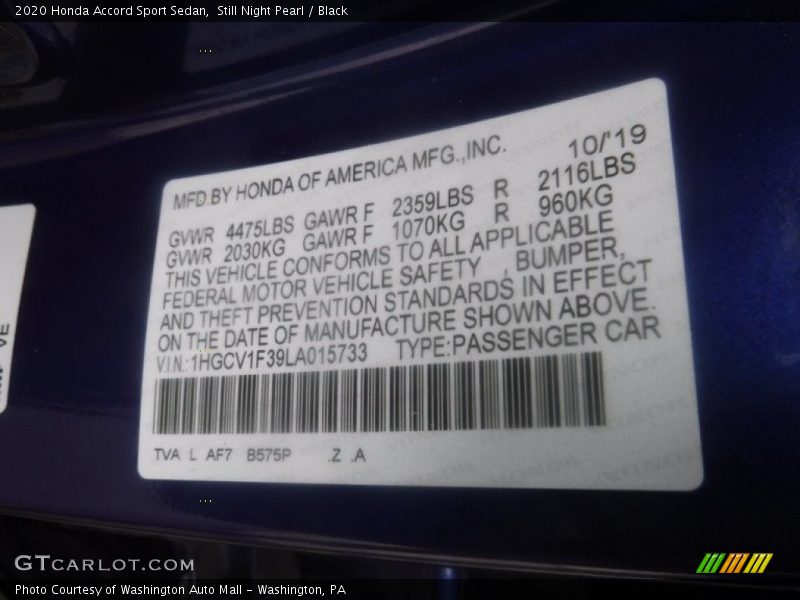 2020 Honda Accord Sport Sedan,  Still Night Pearl / Black
MFD.BY HONDA OF AMERICA MFG.,INC. 10/'19
GVWR 4475LBS GAWR F 2359LBS R 2116LBS
GVWR 2030KG GAWR F 1070KG R 960KG
THIS VEHICLE CONFORMS TO ALL APPLICABLE
FEDERAL MOTOR VEHICLE SAFETY , BUMPER,
AND THEFT PREVENTION STANDARDS IN EFFECT
ON THE DATE OF MANUFACTURE SHOWN ABOVE.
V.I.N.:1HGCV1F39LA015733 TYPE:PASSENGER CAR
TVA L AF7 B575P .Z .A
VE
GTCARLOT.COM
Photo Courtesy of Washington Auto Mall - Washington, PA